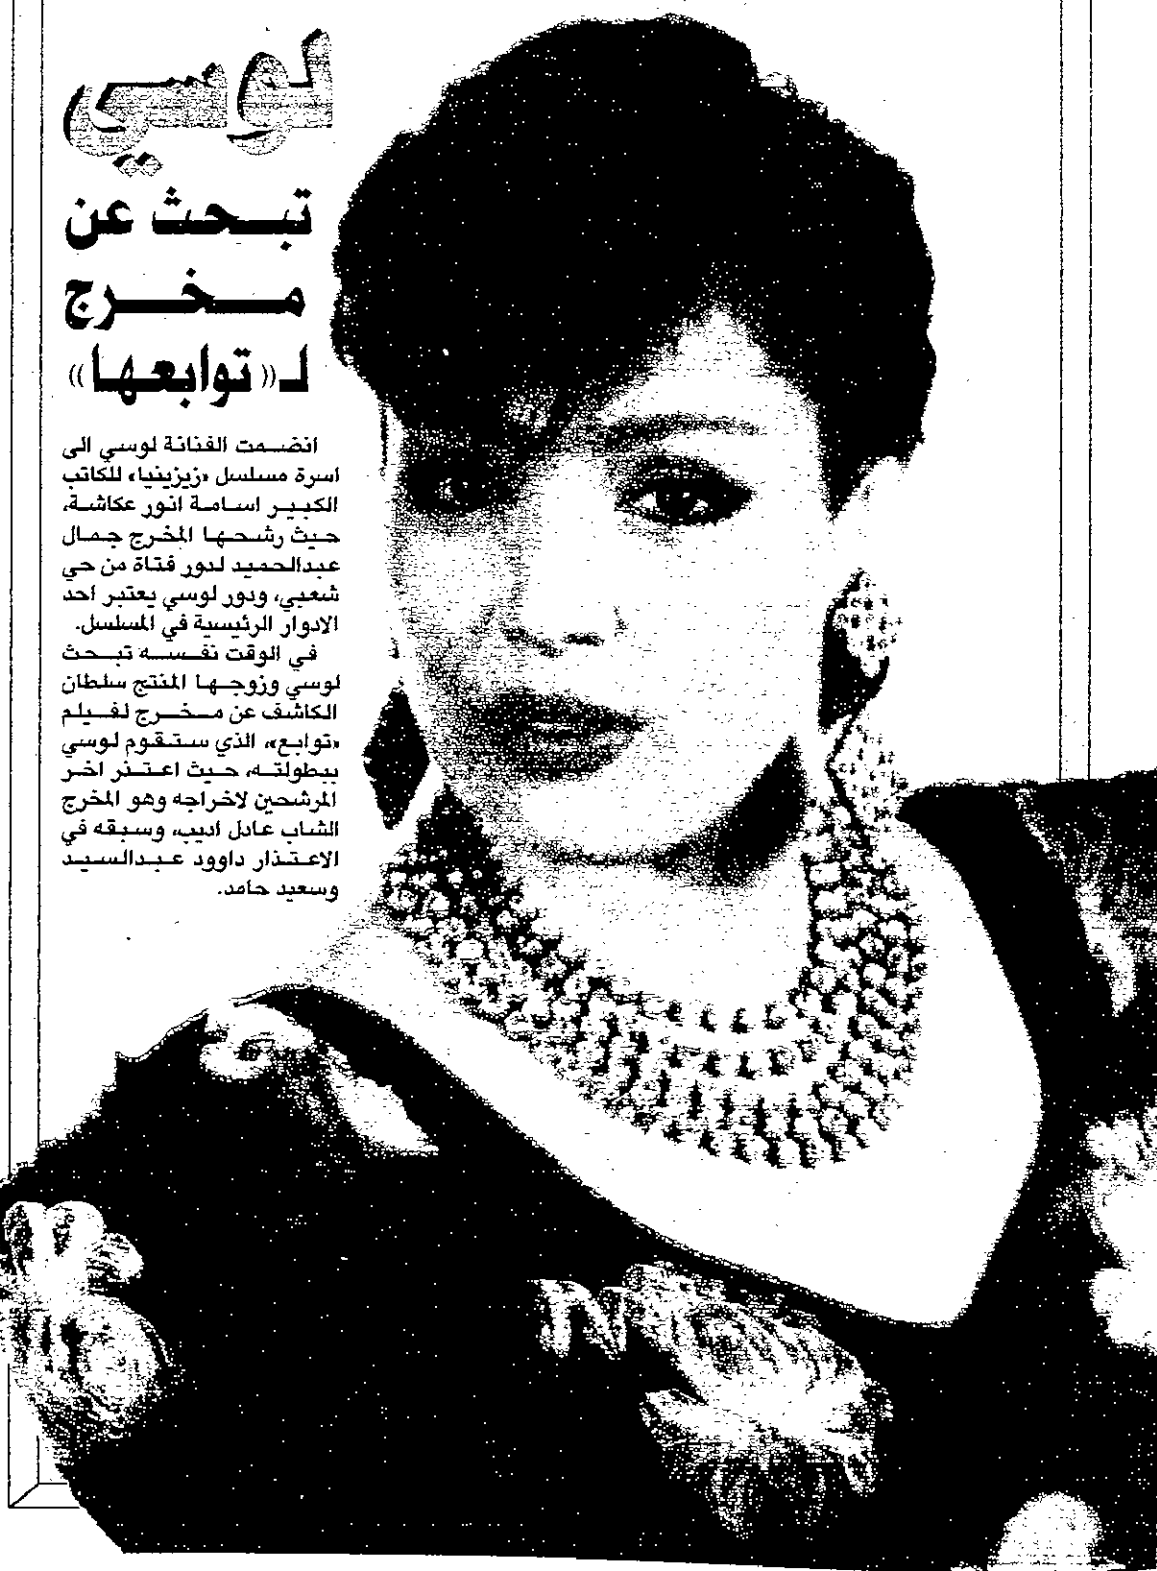 لوسي
تبحث عن
مخرج
لـ«توابعها»
انضمت الفنانة لوسي الى
اسرة مسلسل «زيزينيا» للكاتب
الكبير اسامة انور عكاشة،
حيث رشحها المخرج جمال
عبدالحميد لدور فتاة من حي
شعبي، ودور لوسي يعتبر احد
الادوار الرئيسية في المسلسل.
في الوقت نفسه تبحث
لوسي وزوجها المنتج سلطان
الكاشف عن مخرج لفيلم
«توابع»، الذي ستقوم لوسي
ببطولته، حيث اعتذر اخر
المرشحين لاخراجه وهو المخرج
الشاب عادل اديب، وسبقه في
الاعتذار داوود عبدالسيد
وسعيد حامد.